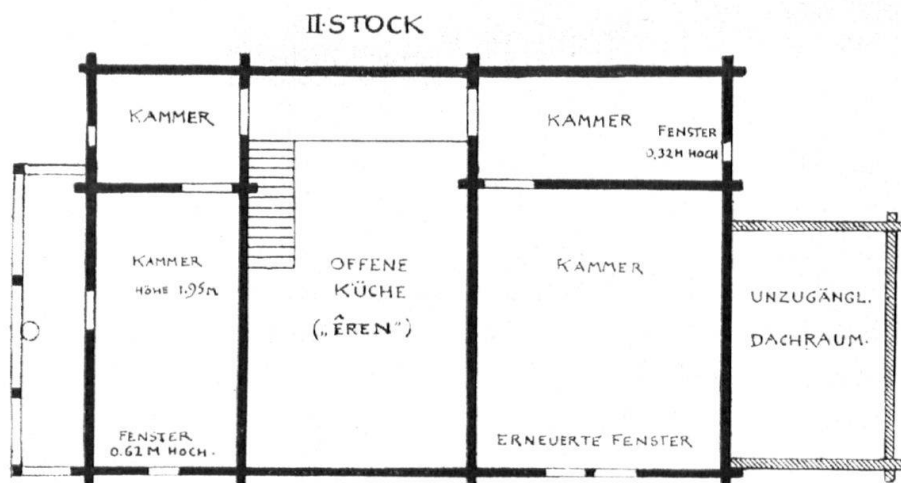 II·STOCK
KAMMER
KAMMER
FENSTER
0.32M HOCH
KAMMER
HÖHE 1.95M
OFFENE
KÜCHE
(„ÊREN")
KAMMER
UNZUGÄNGL.
DACHRAUM.
FENSTER
0.62M HOCH.
ERNEUERTE FENSTER